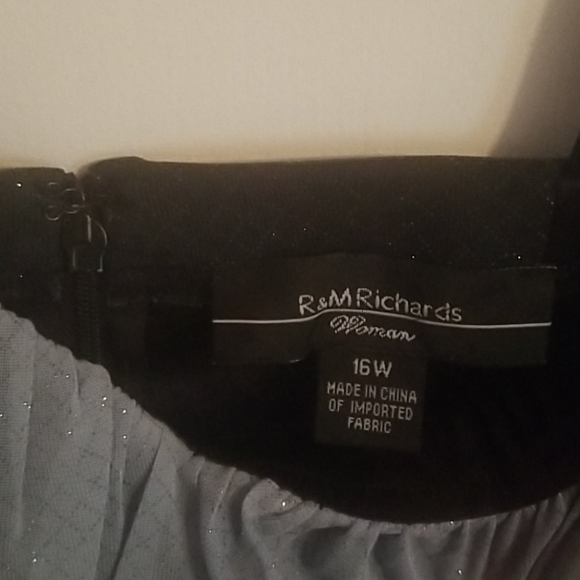 R&M Richards
Woman
16W
MADE IN CHINA
OF IMPORTED
FABRIC